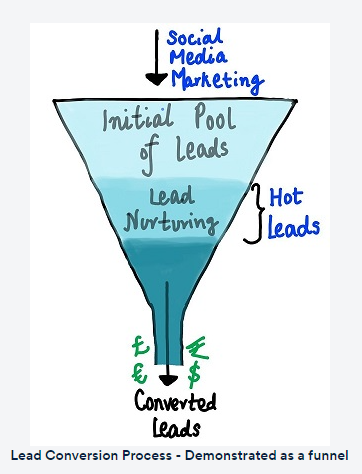 Social
Media
Marketing
Initial Pool
of Leads
Lead
Nurturing
Hot
Leads
£ ₹
€ $
Converted
Leads
Lead Conversion Process - Demonstrated as a funnel